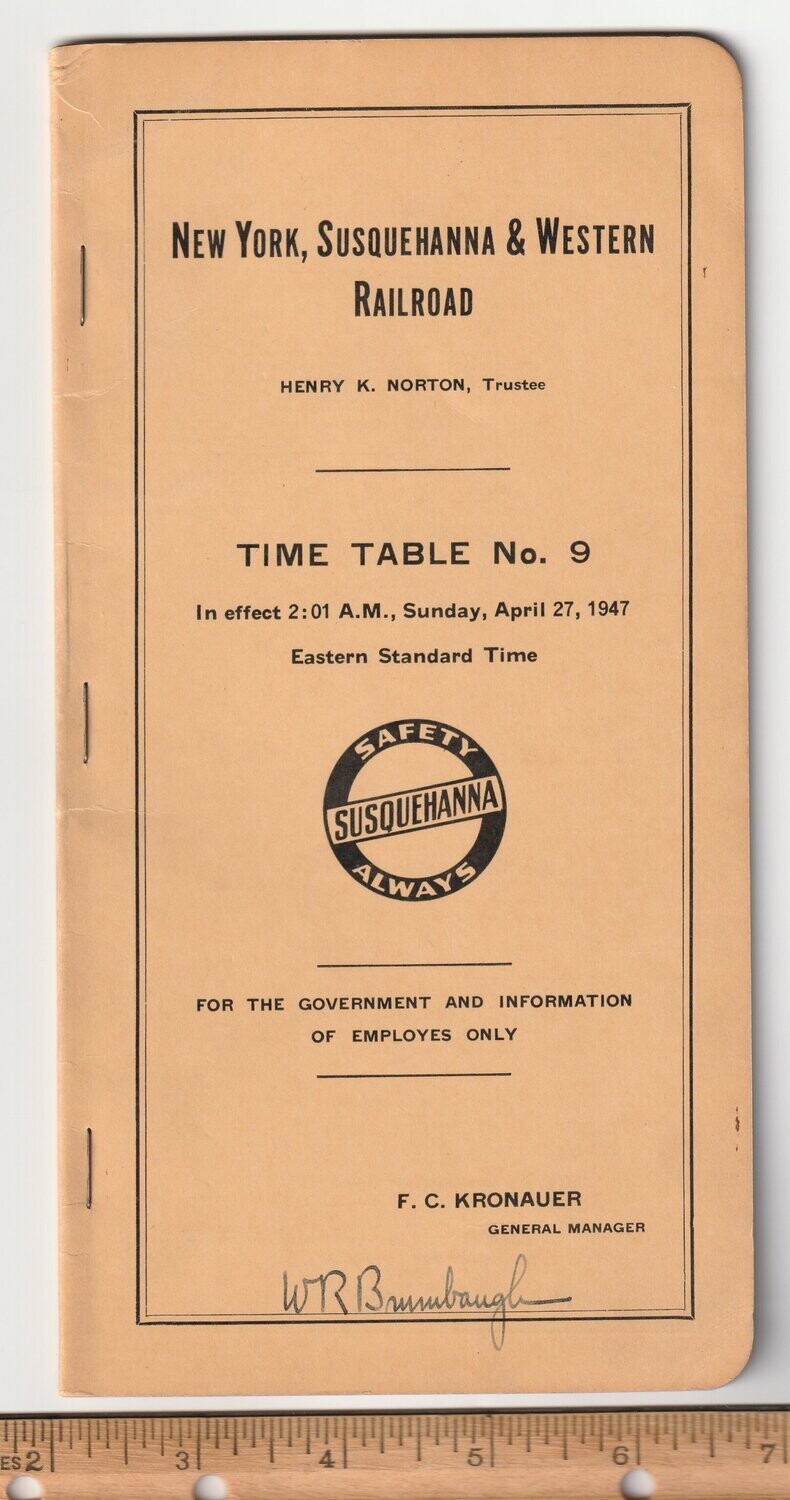 NEW YORK, SUSQUEHANNA & WESTERN
RAILROAD
HENRY K. NORTON, Trustee
TIME TABLE No. 9
In effect 2:01 A.M., Sunday, April 27, 1947
Eastern Standard Time
SAFETY
SUSQUEHANNA
ALWAYS
FOR THE GOVERNMENT AND INFORMATION
OF EMPLOYES ONLY
F. C. KRONAUER
GENERAL MANAGER
WR Brumbaugh
ES 2 3 4 5 6 7